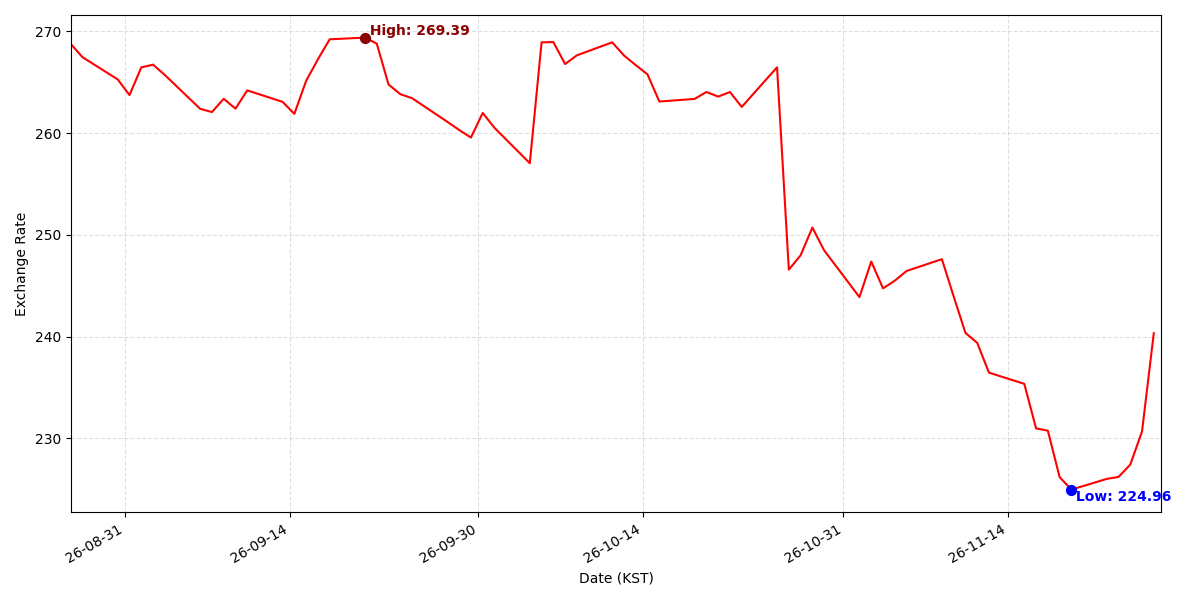 High: 269.39
270
260
250
240
230
Exchange Rate
Low: 224.96
26-08-31
26-09-14
26-09-30
26-10-14
26-10-31
26-11-14
Date (KST)